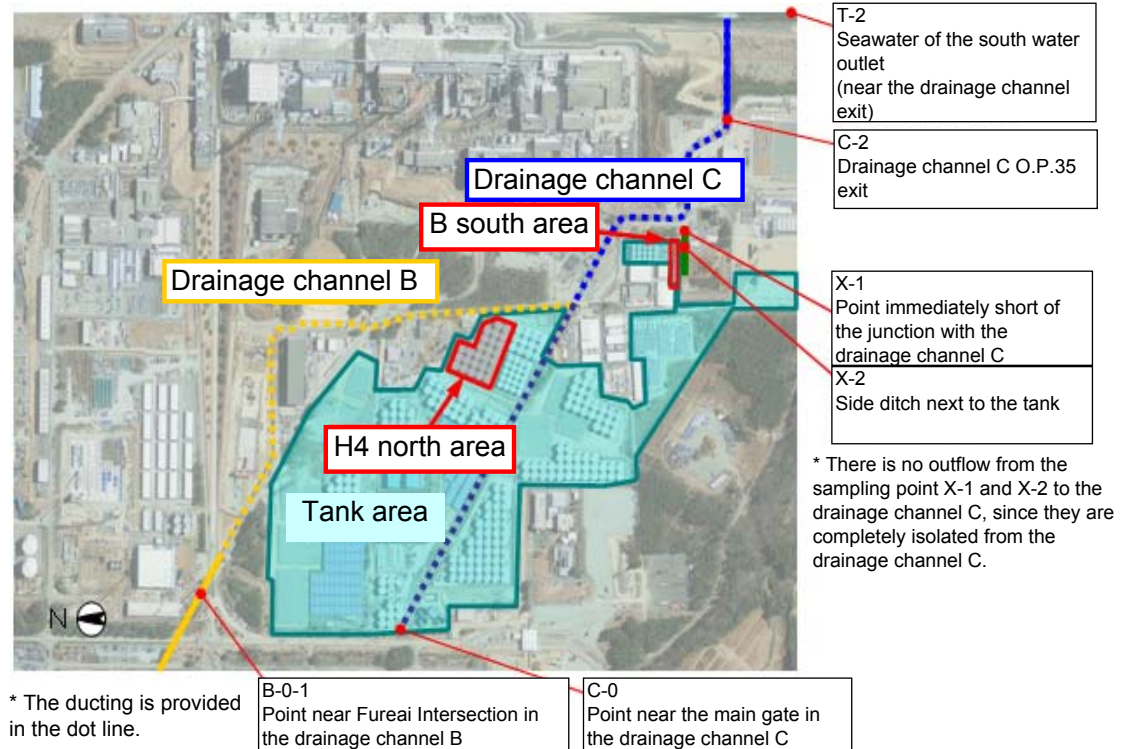 T-2
Seawater of the south water
outlet
(near the drainage channel
exit)
C-2
Drainage channel C O.P.35
exit
Drainage channel C
B south area
Drainage channel B
X-1
Point immediately short of
the junction with the
drainage channel C
X-2
Side ditch next to the tank
H4 north area
Tank area
* There is no outflow from the
sampling point X-1 and X-2 to the
drainage channel C, since they are
completely isolated from the
drainage channel C.
N
* The ducting is provided
in the dot line.
B-0-1
Point near Fureai Intersection in
the drainage channel B
C-0
Point near the main gate in
the drainage channel C